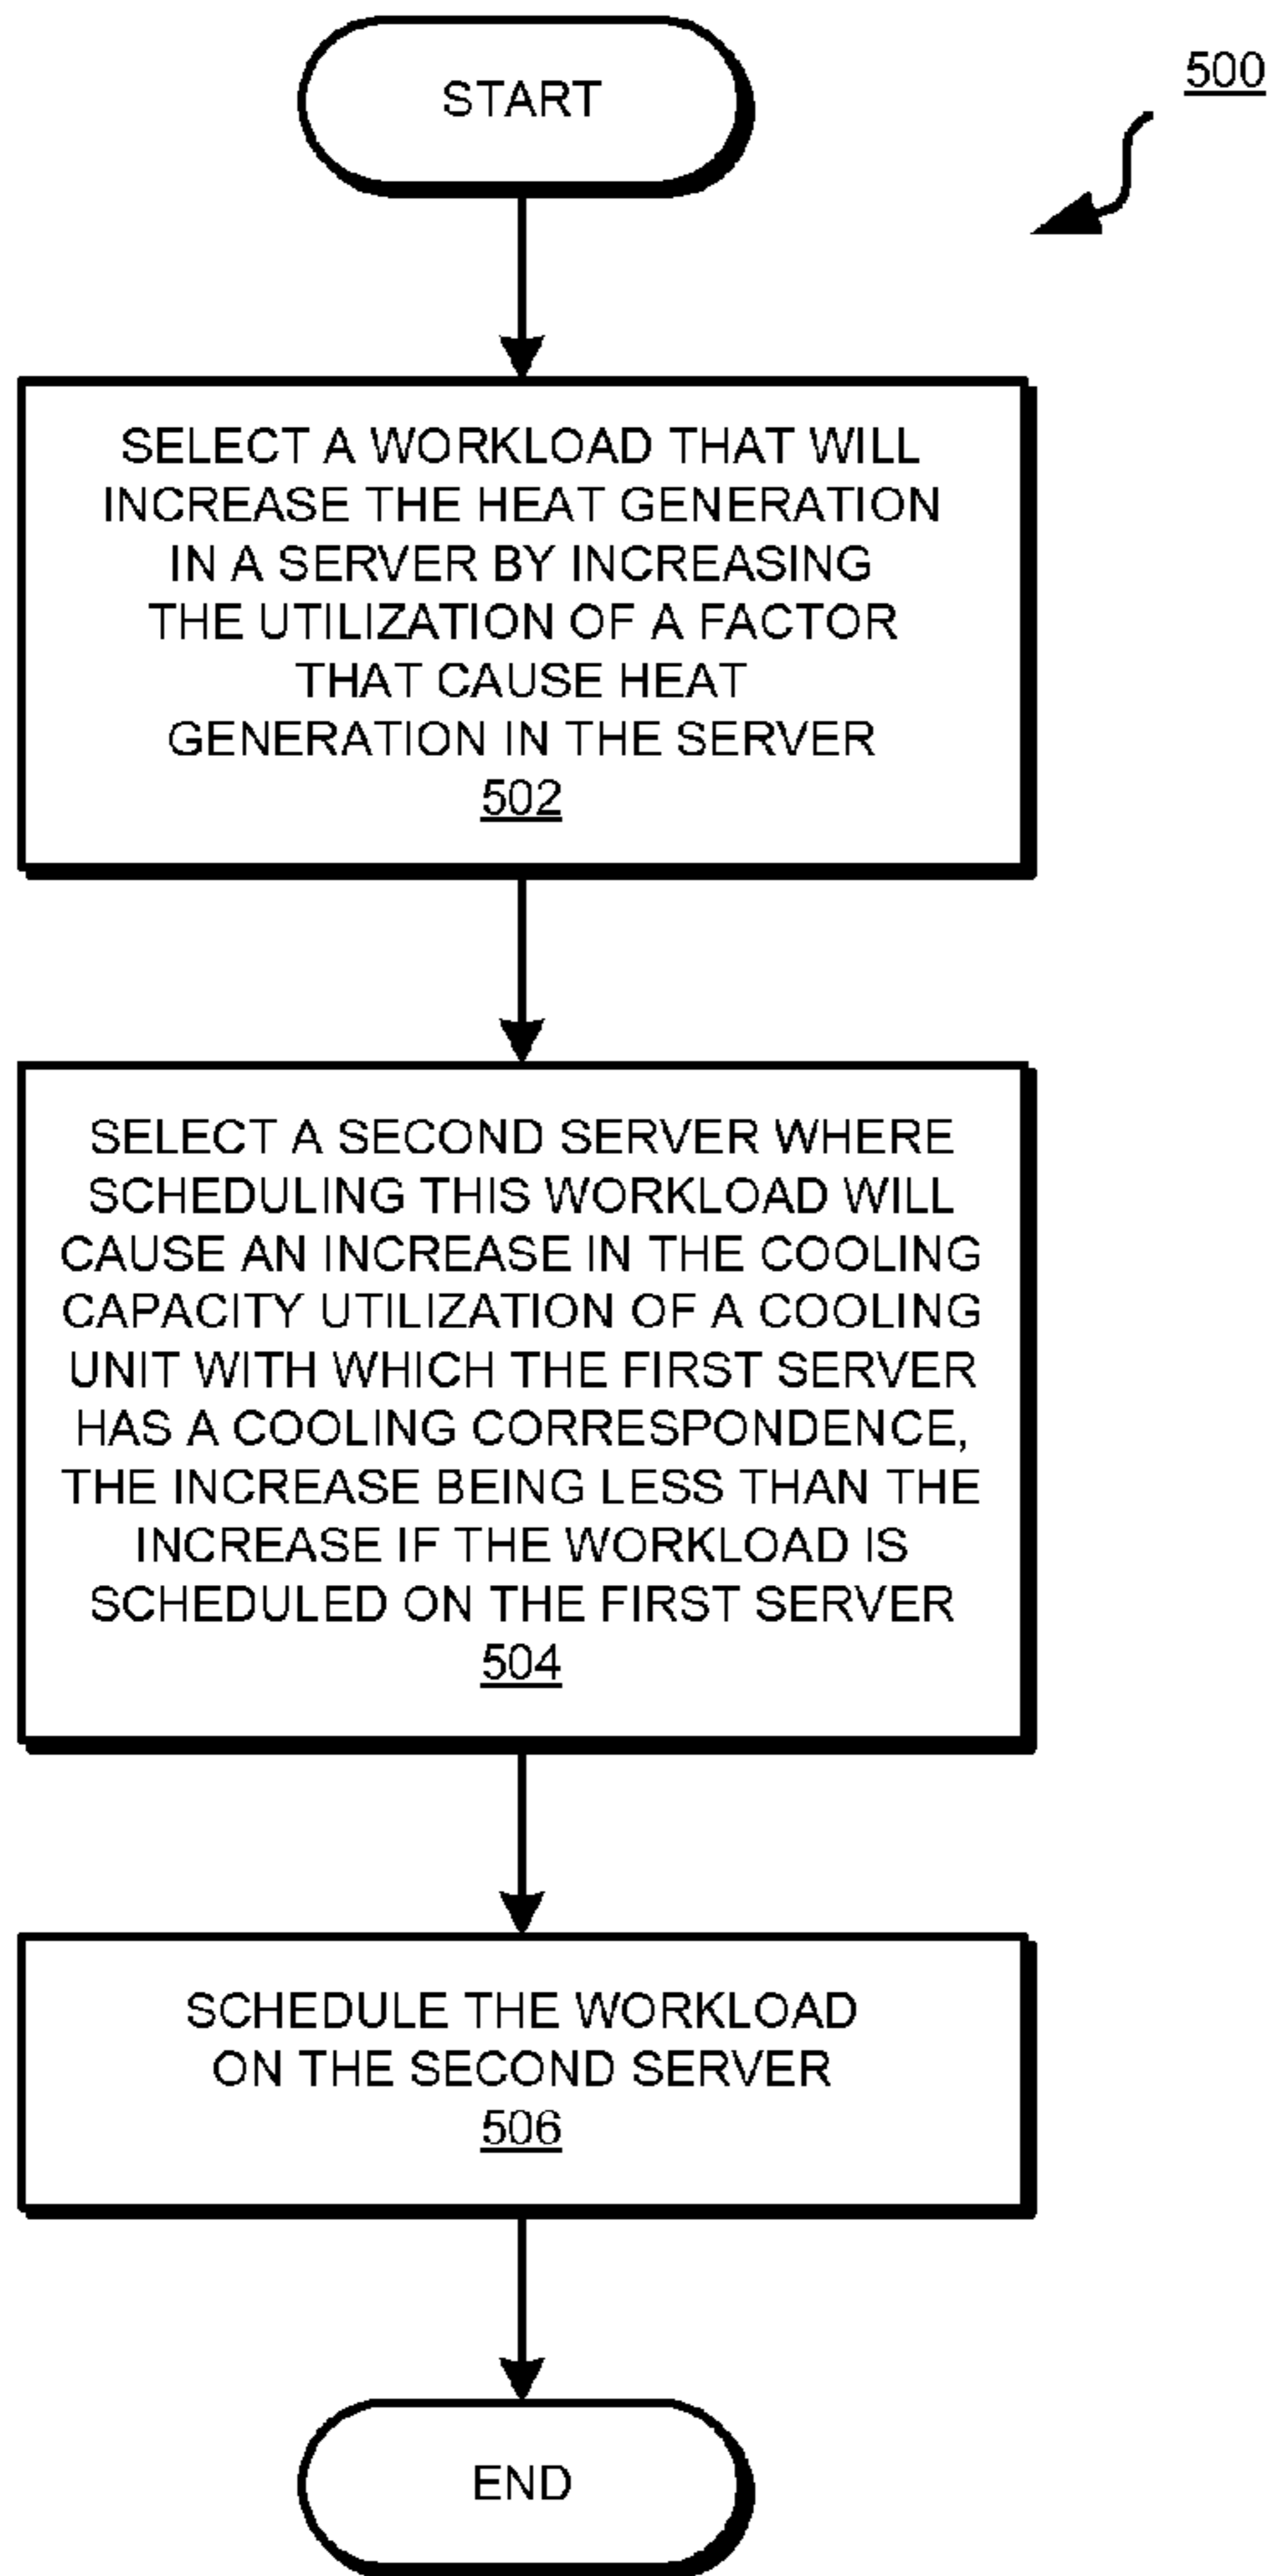 START
500
SELECT A WORKLOAD THAT WILL
INCREASE THE HEAT GENERATION
IN A SERVER BY INCREASING
THE UTILIZATION OF A FACTOR
THAT CAUSE HEAT
GENERATION IN THE SERVER
502
SELECT A SECOND SERVER WHERE
SCHEDULING THIS WORKLOAD WILL
CAUSE AN INCREASE IN THE COOLING
CAPACITY UTILIZATION OF A COOLING
UNIT WITH WHICH THE FIRST SERVER
HAS A COOLING CORRESPONDENCE,
THE INCREASE BEING LESS THAN THE
INCREASE IF THE WORKLOAD IS
SCHEDULED ON THE FIRST SERVER
504
SCHEDULE THE WORKLOAD
ON THE SECOND SERVER
506
END